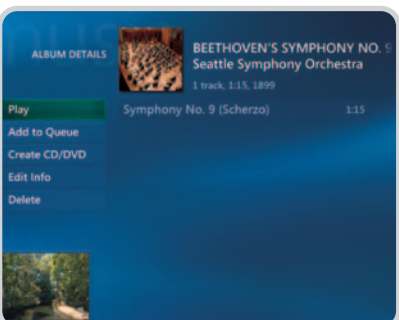 ALBUM DETAILS
BEETHOVEN'S SYMPHONY NO. 9
Seattle Symphony Orchestra
1 track, 1:15, 1899
Symphony No. 9 (Scherzo) 1:15
Play
Add to Queue
Create CD/DVD
Edit Info
Delete